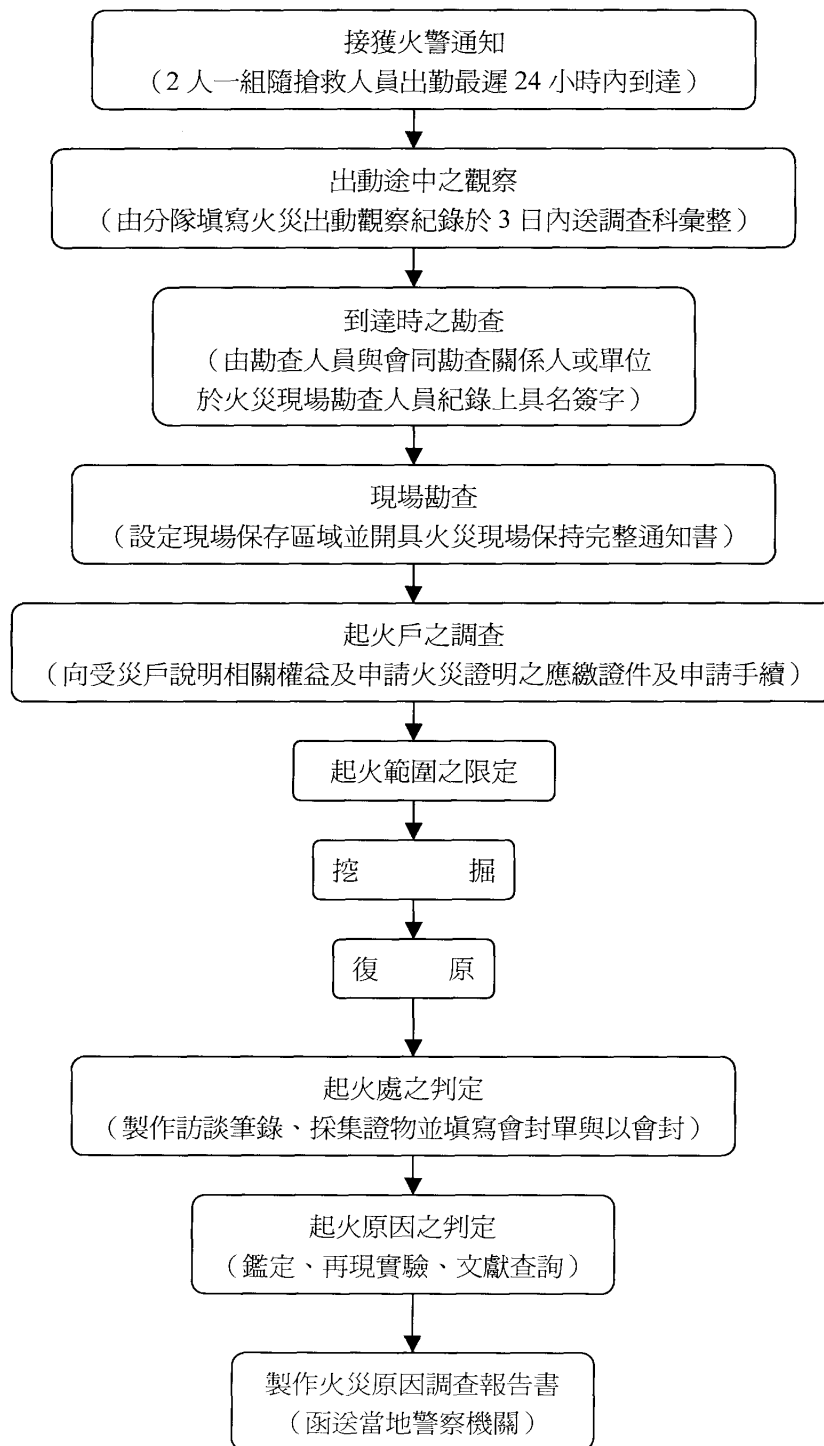 接獲火警通知
（2 人一組隨搶救人員出勤最遲 24 小時內到達）
出動途中之觀察
（由分隊填寫火災出動觀察紀錄於 3 日內送調查科彙整）
到達時之勘查
（由勘查人員與會同勘查關係人或單位
於火災現場勘查人員紀錄上具名簽字）
現場勘查
（設定現場保存區域並開具火災現場保持完整通知書）
起火戶之調查
（向受災戶說明相關權益及申請火災證明之應繳證件及申請手續）
起火範圍之限定
挖 掘
復 原
起火處之判定
（製作訪談筆錄、採集證物並填寫會封單與以會封）
起火原因之判定
（鑑定、再現實驗、文獻查詢）
製作火災原因調查報告書
（函送當地警察機關）